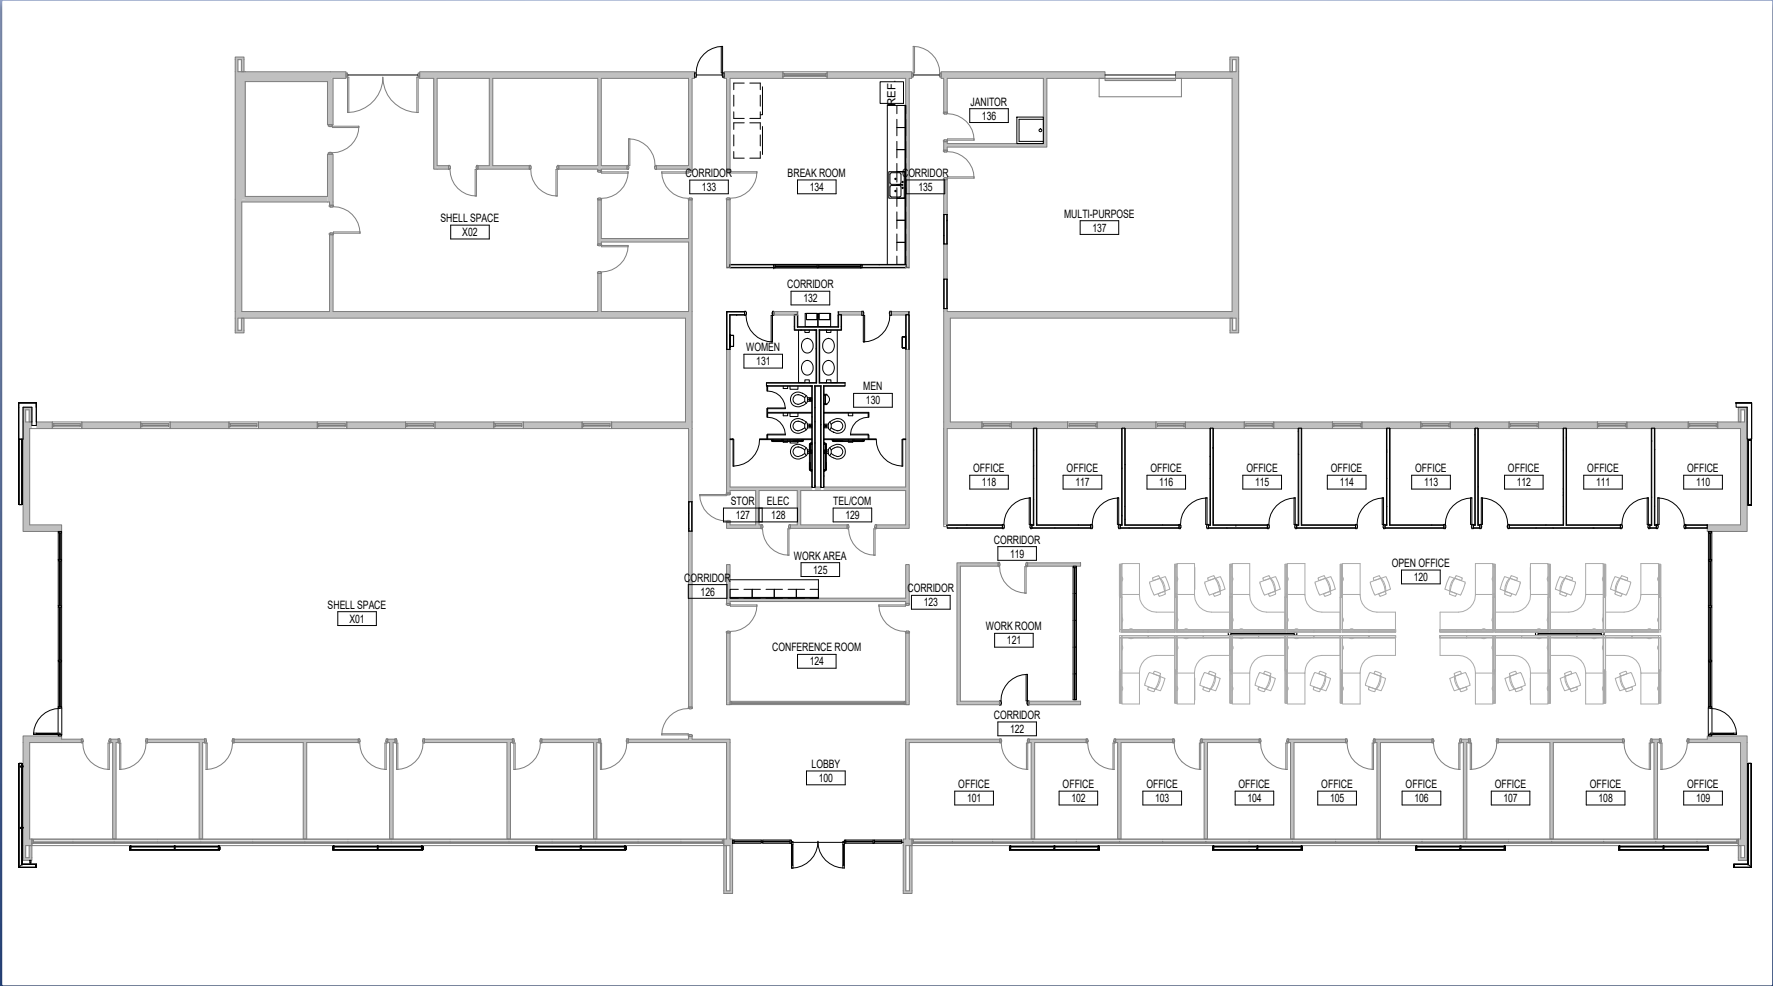 REF
JANITOR
136
CORRIDOR
133
BREAK ROOM
134
CORRIDOR
135
SHELL SPACE
X02
MULTI-PURPOSE
137
CORRIDOR
132
WOMEN
131
MEN
130
OFFICE
118
OFFICE
117
OFFICE
116
OFFICE
115
OFFICE
114
OFFICE
113
OFFICE
112
OFFICE
111
OFFICE
110
STOR
127
ELEC
128
TEL/COM
129
CORRIDOR
119
WORK AREA
125
OPEN OFFICE
120
CORRIDOR
126
CORRIDOR
123
SHELL SPACE
X01
WORK ROOM
121
CONFERENCE ROOM
124
CORRIDOR
122
LOBBY
100
OFFICE
101
OFFICE
102
OFFICE
103
OFFICE
104
OFFICE
105
OFFICE
106
OFFICE
107
OFFICE
108
OFFICE
109